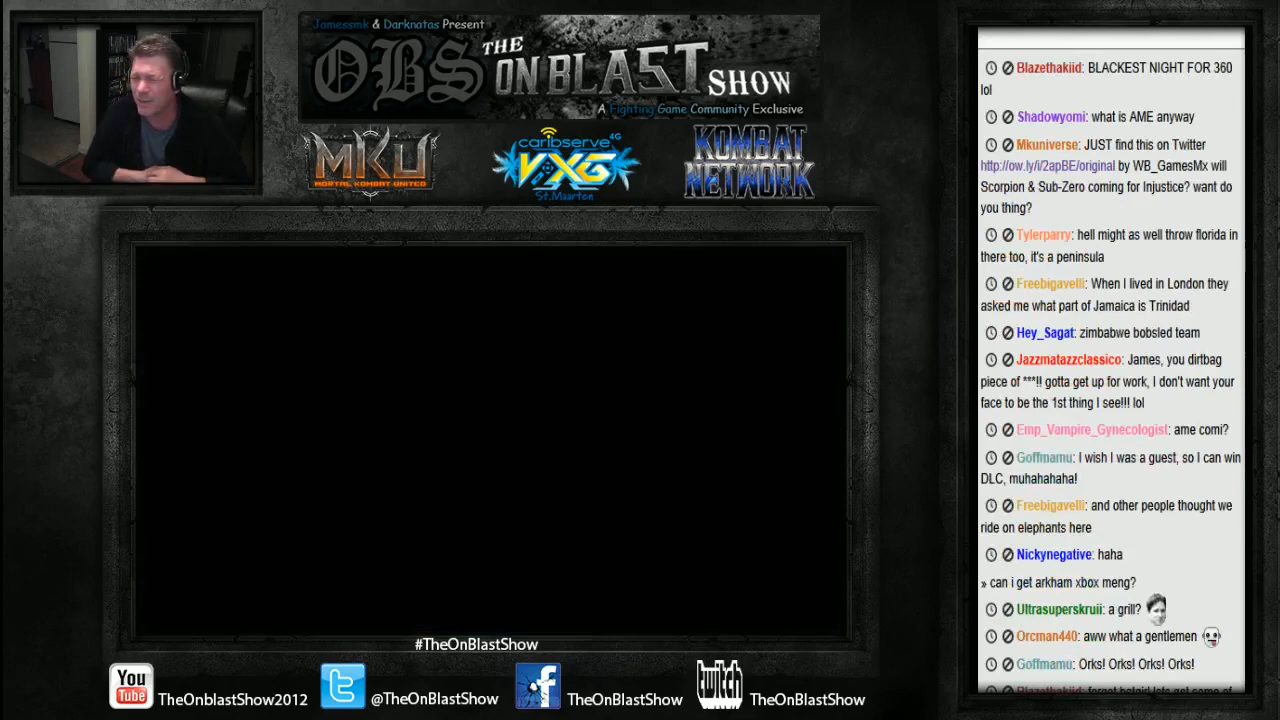 Jamessmk & Darknatas Present
OBS THE ON BLAST SHOW
A Fighting Game Community Exclusive
MKU
MORTAL KOMBAT UNITED
caribserve 4G
VXG
St.Maarten
KOMBAT
NETWORK
#TheOnBlastShow
You
Tube
TheOnblastShow2012
@TheOnBlastShow
TheOnBlastShow
twitch
TheOnBlastShow
Blazethakiid: BLACKEST NIGHT FOR 360
lol
Shadowyomi: what is AME anyway
Mkuniverse: JUST find this on Twitter
http://ow.ly/i/2apBE/original by WB_GamesMx will
Scorpion & Sub-Zero coming for Injustice? want do
you thing?
Tylerparry: hell might as well throw florida in
there too, it's a peninsula
Freebigavelli: When I lived in London they
asked me what part of Jamaica is Trinidad
Hey_Sagat: zimbabwe bobsled team
Jazzmatazzclassico: James, you dirtbag
piece of ***!! gotta get up for work, I don't want your
face to be the 1st thing I see!!! lol
Emp_Vampire_Gynecologist: ame comi?
Goffmamu: I wish I was a guest, so I can win
DLC, muhahahaha!
Freebigavelli: and other people thought we
ride on elephants here
Nickynegative: haha
» can i get arkham xbox meng?
Ultrasuperskruii: a grill?
Orcman440: aww what a gentlemen
Goffmamu: Orks! Orks! Orks! Orks!